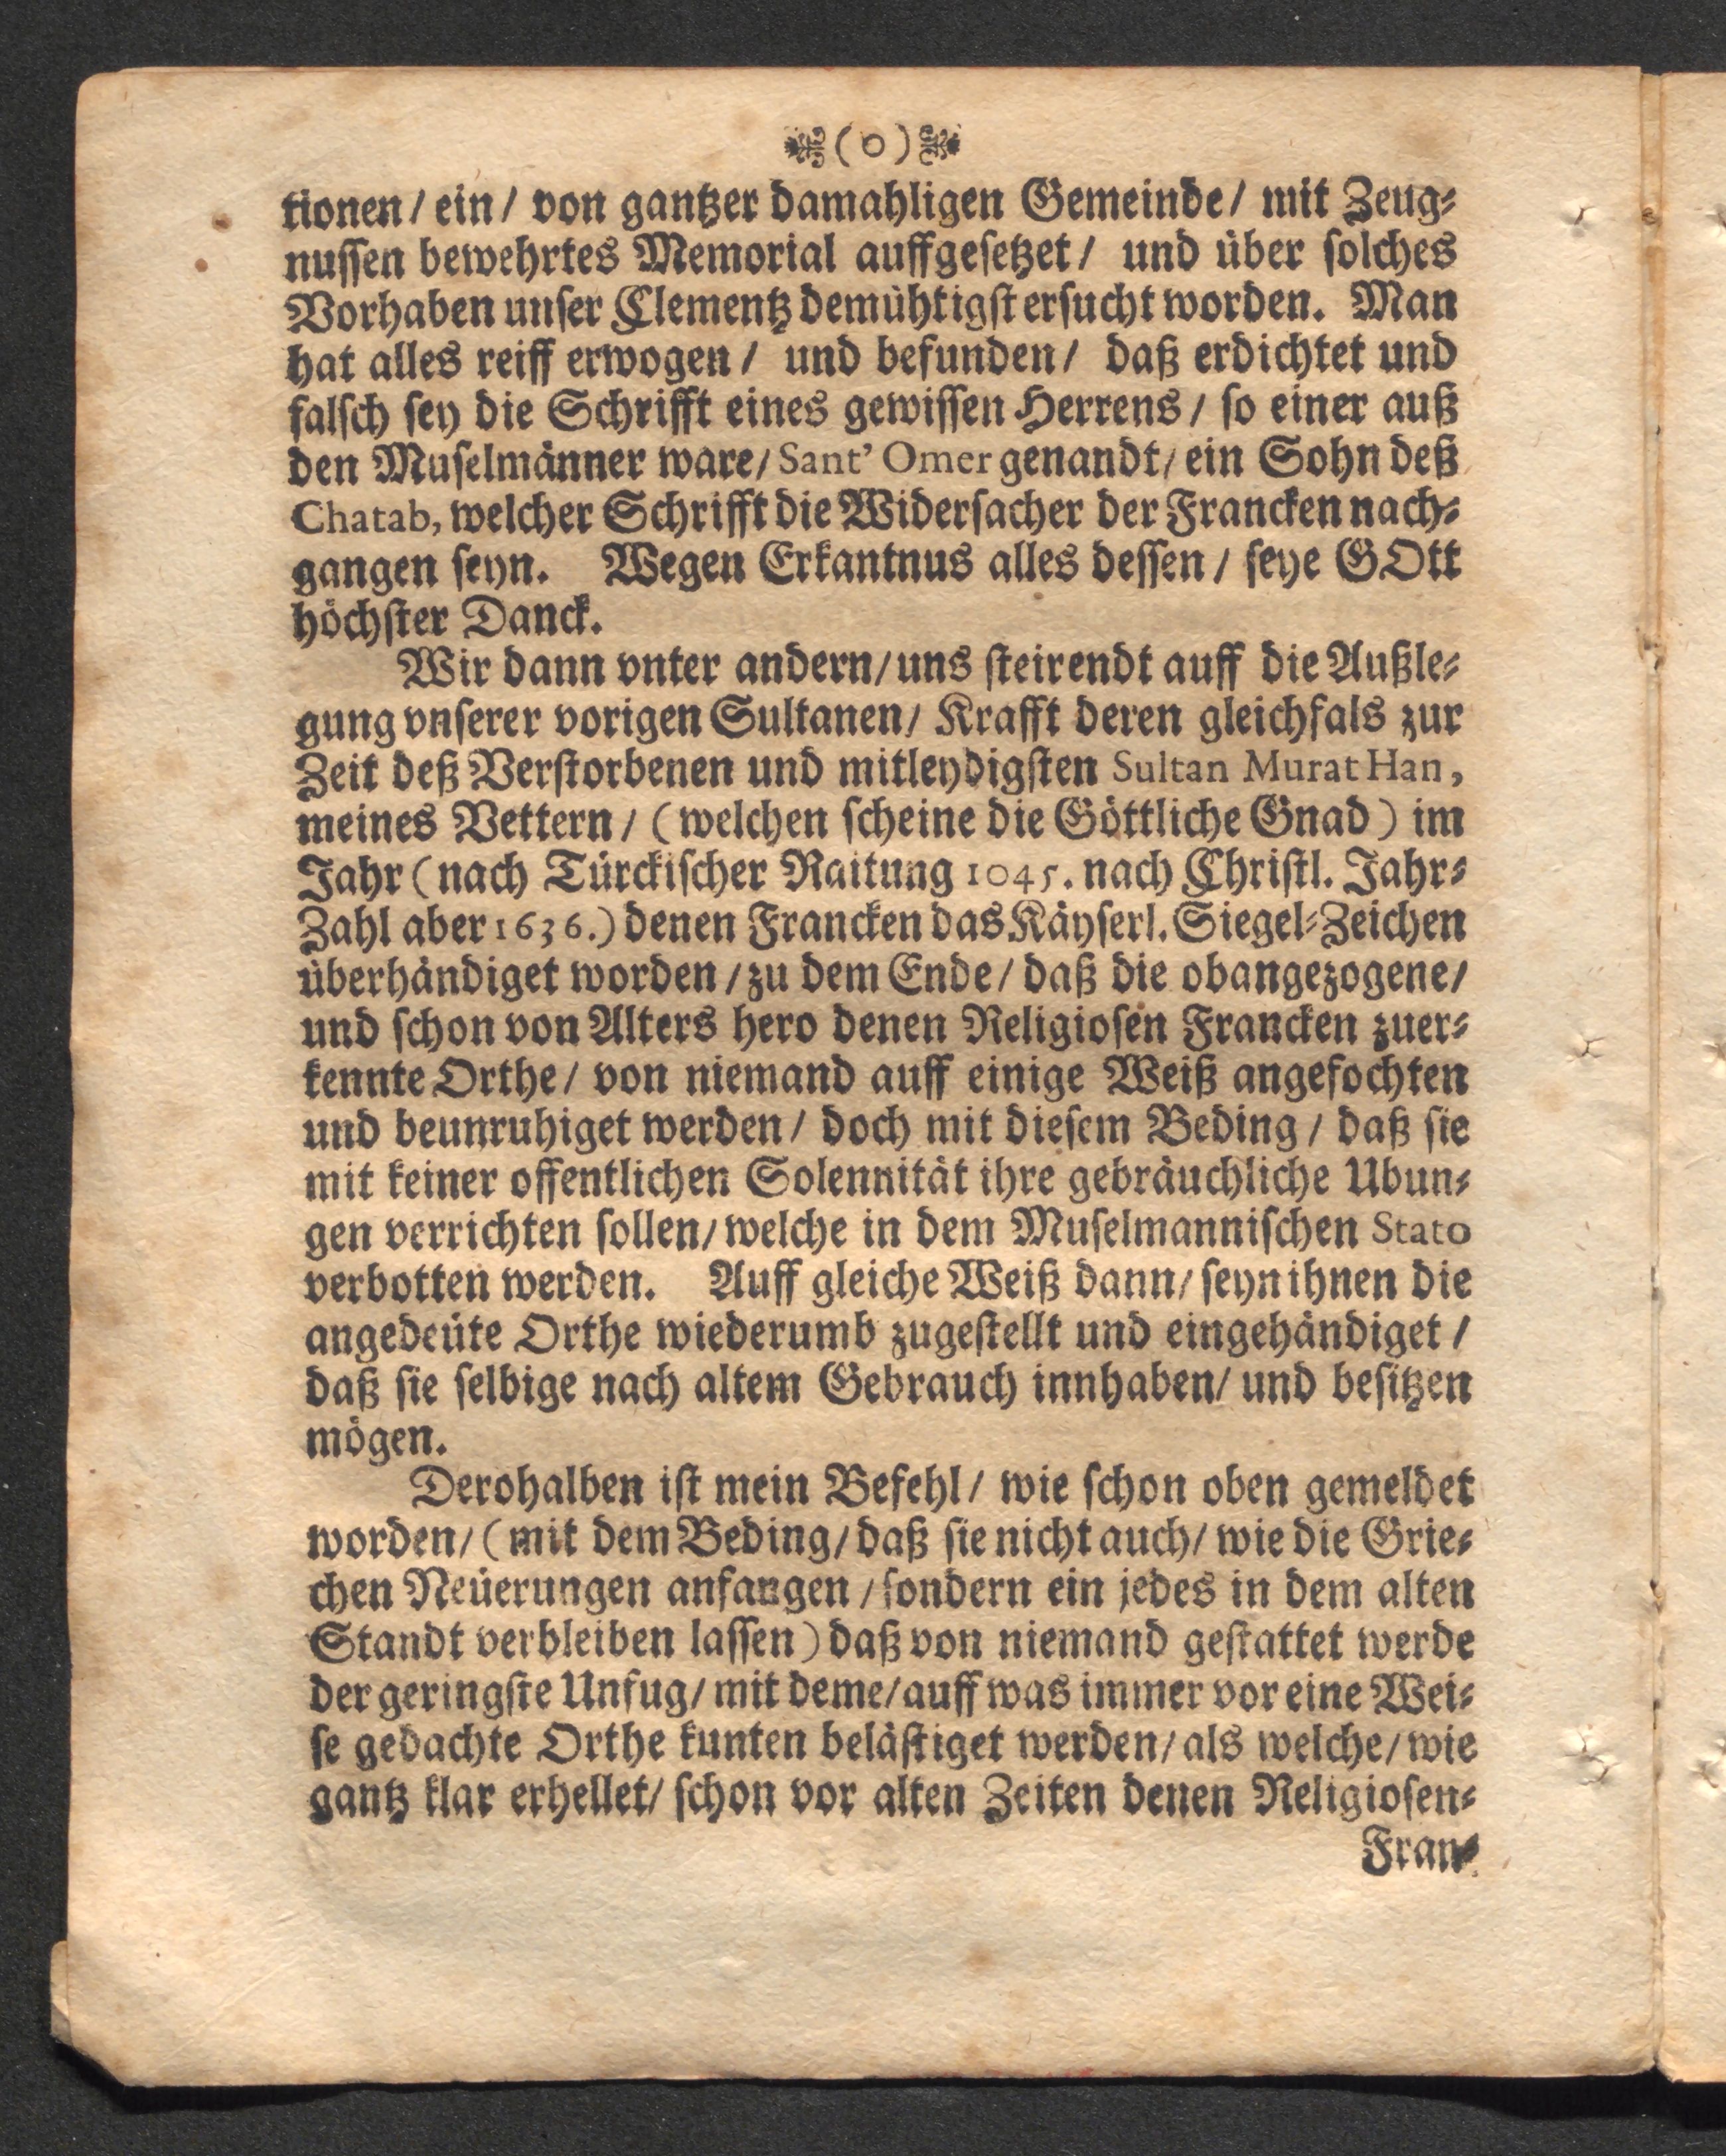 (0)
tionen / ein / von gantzer damahligen Gemeinde / mit Zeug-
nussen bewehrtes Memorial auffgesetzet / und über solches
Vorhaben unser Clementz demühtigst ersucht worden. Man
hat alles reiff erwogen / und befunden / daß erdichtet und
falsch sey die Schrifft eines gewissen Herrens / so einer auß
den Muselmänner ware / Sant' Omer genandt / ein Sohn deß
Chatab, welcher Schrifft die Widersacher der Francken nach-
gangen seyn. Wegen Erkantnus alles dessen / seye GOtt
höchster Danck.
Wir dann vnter andern / uns steirendt auff die Außle-
gung vnserer vorigen Sultanen / Krafft deren gleichfals zur
Zeit deß Verstorbenen und mitleydigsten Sultan Murat Han,
meines Vettern / (welchen scheine die Göttliche Gnad) im
Jahr (nach Türckischer Raitung 1045. nach Christl. Jahr-
Zahl aber 1636.) denen Francken das Käyserl. Siegel-Zeichen
überhändiget worden / zu dem Ende / daß die obangezogene /
und schon von Alters hero denen Religiosen Francken zuer-
kennte Orthe / von niemand auff einige Weiß angefochten
und beunruhiget werden / doch mit diesem Beding / daß sie
mit keiner offentlichen Solennität ihre gebräuchliche Ubun-
gen verrichten sollen / welche in dem Muselmannischen Stato
verbotten werden. Auff gleiche Weiß dann / seyn ihnen die
angedeüte Orthe wiederumb zugestellt und eingehändiget /
daß sie selbige nach altem Gebrauch innhaben / und besitzen
mögen.
Derohalben ist mein Befehl / wie schon oben gemeldet
worden / (mit dem Beding / daß sie nicht auch / wie die Grie-
chen Neüerungen anfangen / sondern ein jedes in dem alten
Standt verbleiben lassen) daß von niemand gestattet werde
der geringste Unfug / mit deme / auff was immer vor eine Wei-
se gedachte Orthe kunten belästiget werden / als welche / wie
gantz klar erhellet / schon vor alten Zeiten denen Religiosen-
Fran-